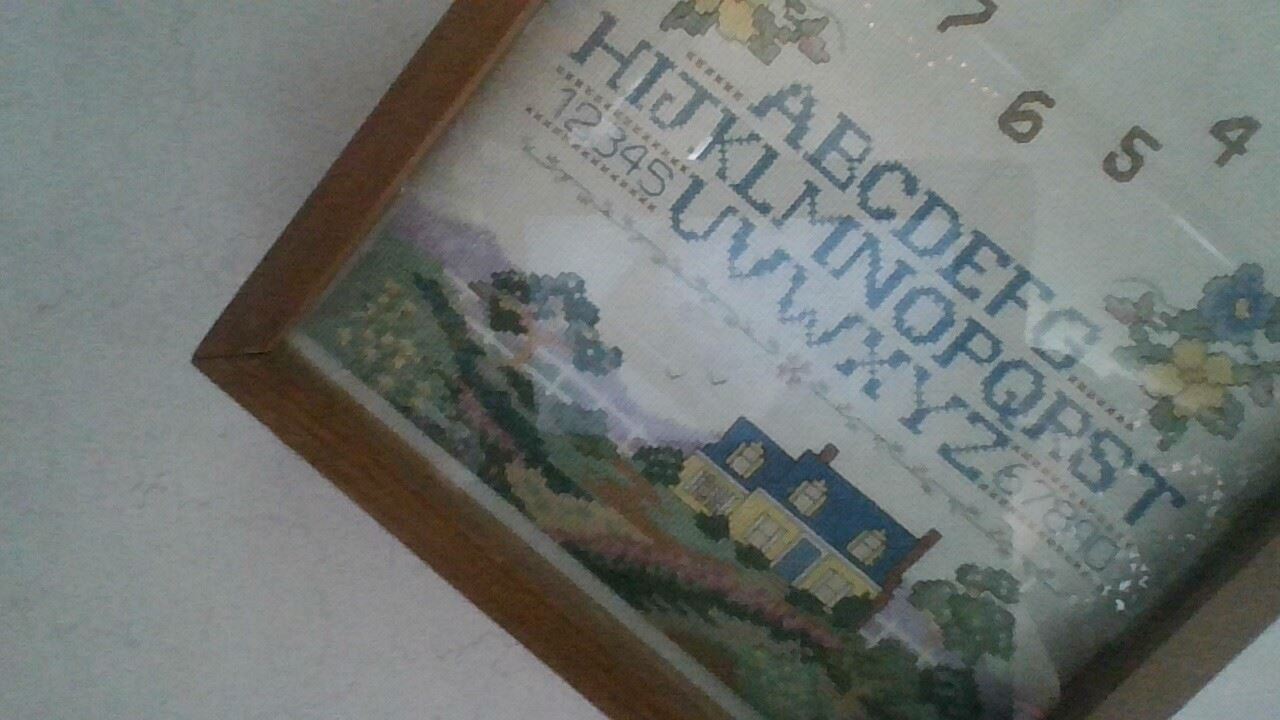 7 6 5 4
ABCDEFG
HIJKLMNOPQRST
12345 UVWXYZ 67890